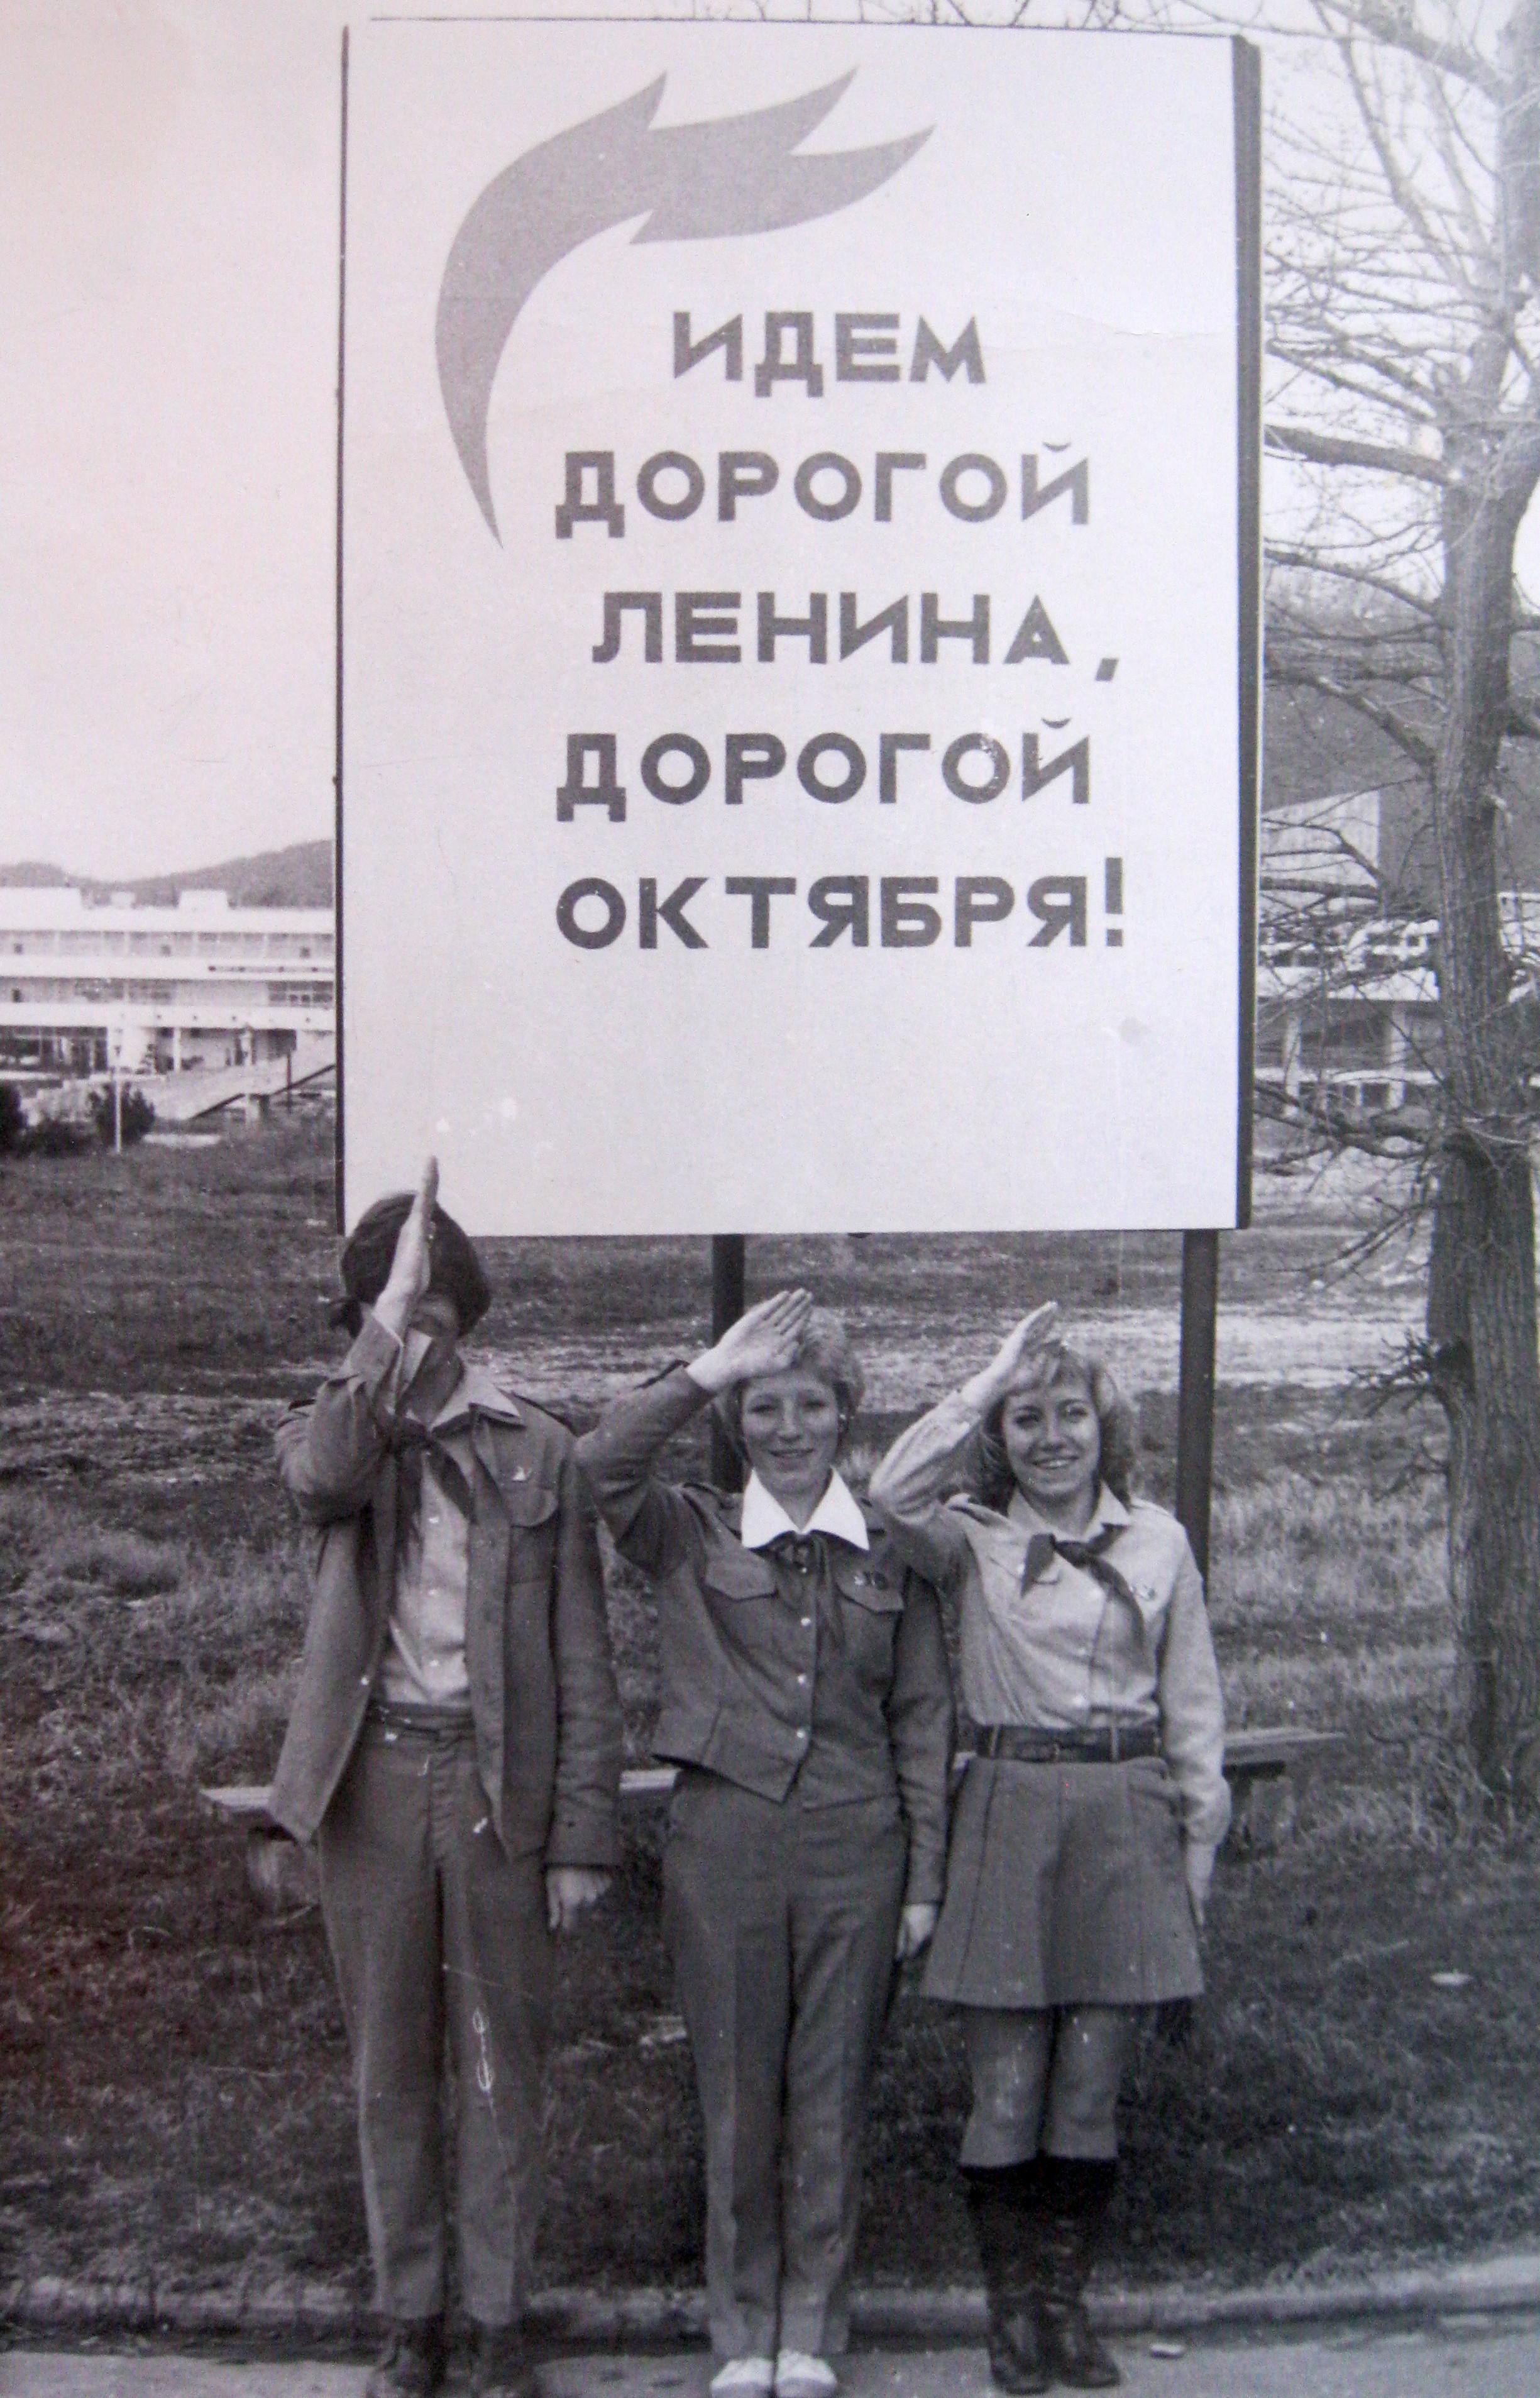 ИДЕМ
ДОРОГОЙ
ЛЕНИНА,
ДОРОГОЙ
ОКТЯБРЯ!